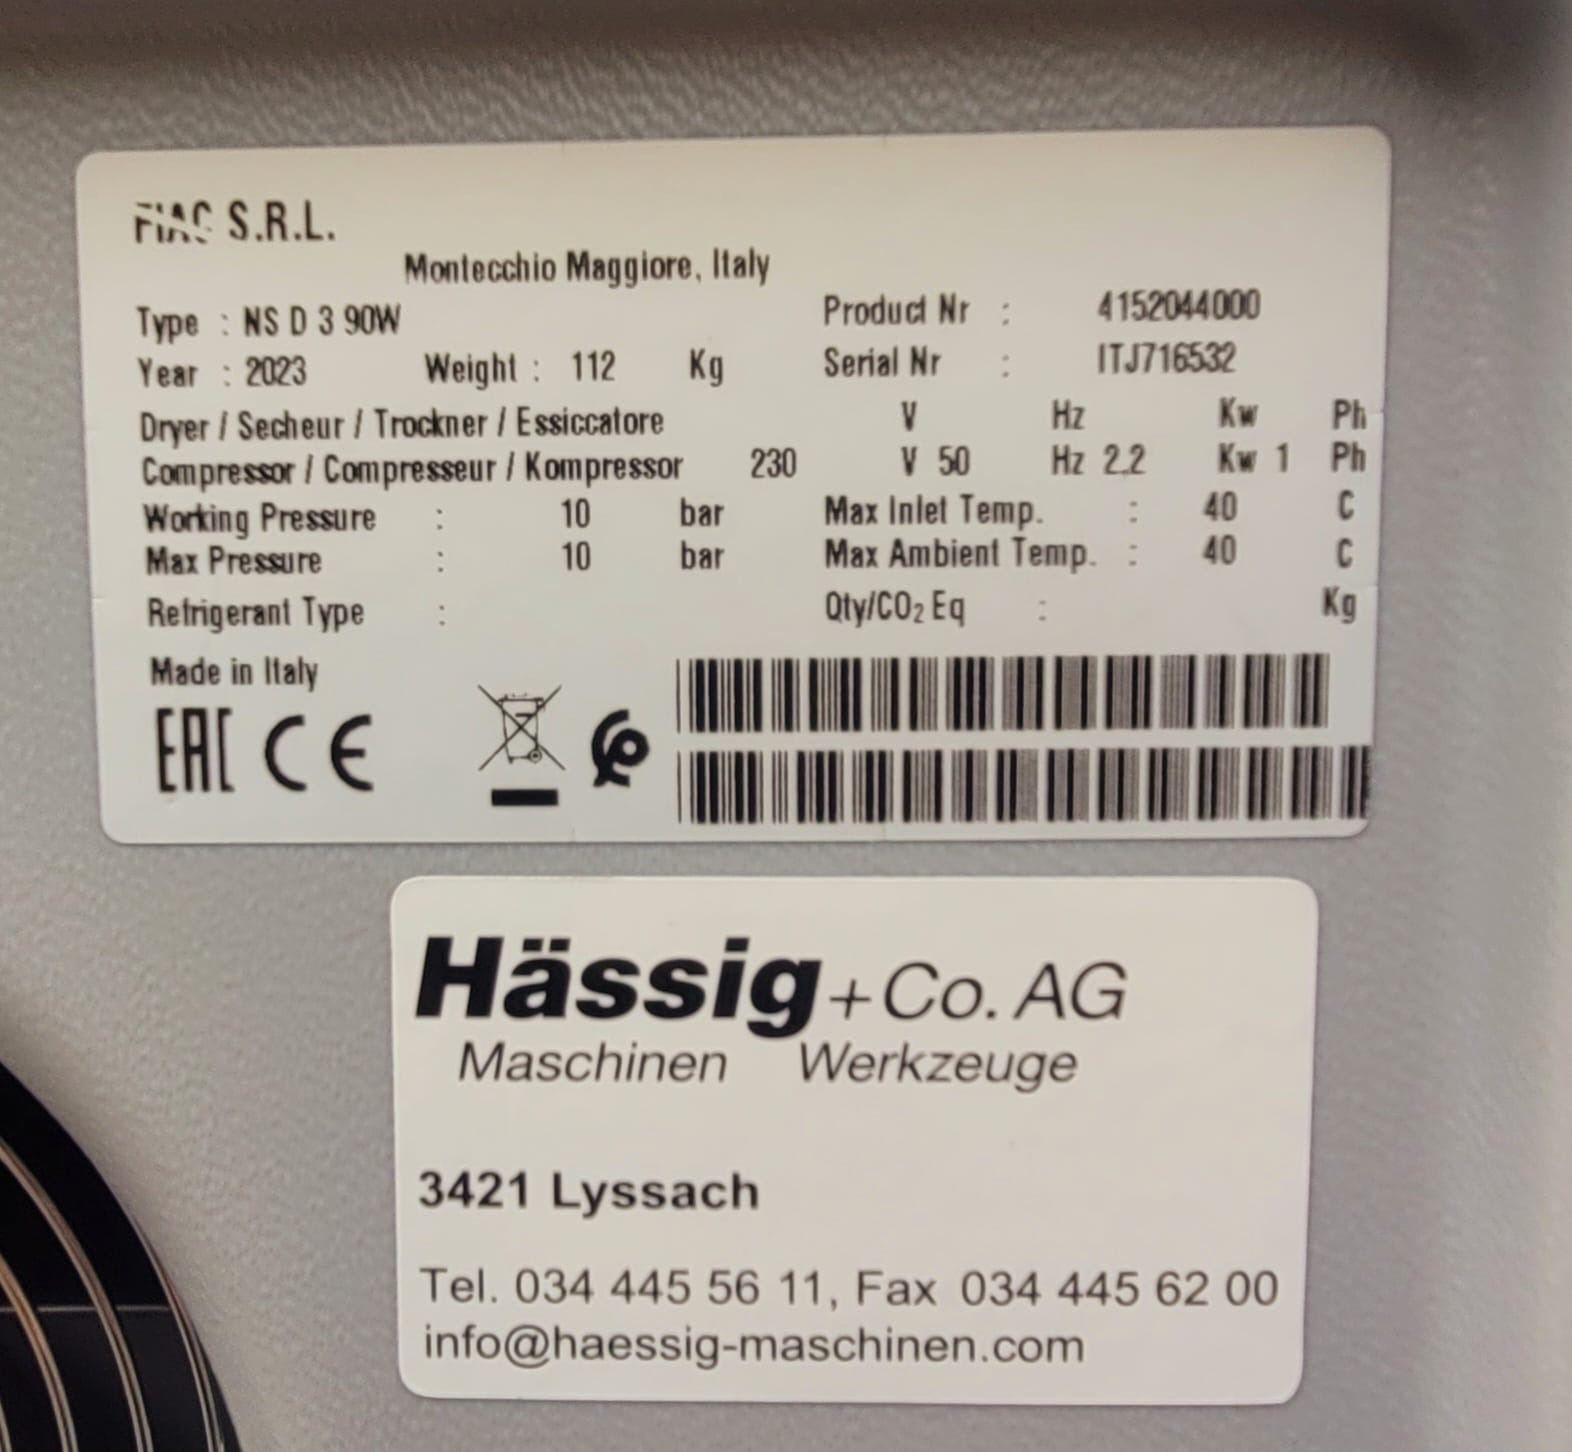 FIAC S.R.L.
Montecchio Maggiore, Italy
Type : NS D 3 90W
Product Nr : 4152044000
Year : 2023 Weight : 112 Kg
Serial Nr : ITJ716532
Dryer / Secheur / Trockner / Essiccatore V Hz Kw Ph
Compressor / Compresseur / Kompressor 230 V 50 Hz 2.2 Kw 1 Ph
Working Pressure : 10 bar Max Inlet Temp. : 40 C
Max Pressure : 10 bar Max Ambient Temp. : 40 C
Refrigerant Type : Qty/CO₂ Eq : Kg
Made in Italy
EAC CE
Hässig + Co. AG
Maschinen Werkzeuge
3421 Lyssach
Tel. 034 445 56 11, Fax 034 445 62 00
info@haessig-maschinen.com